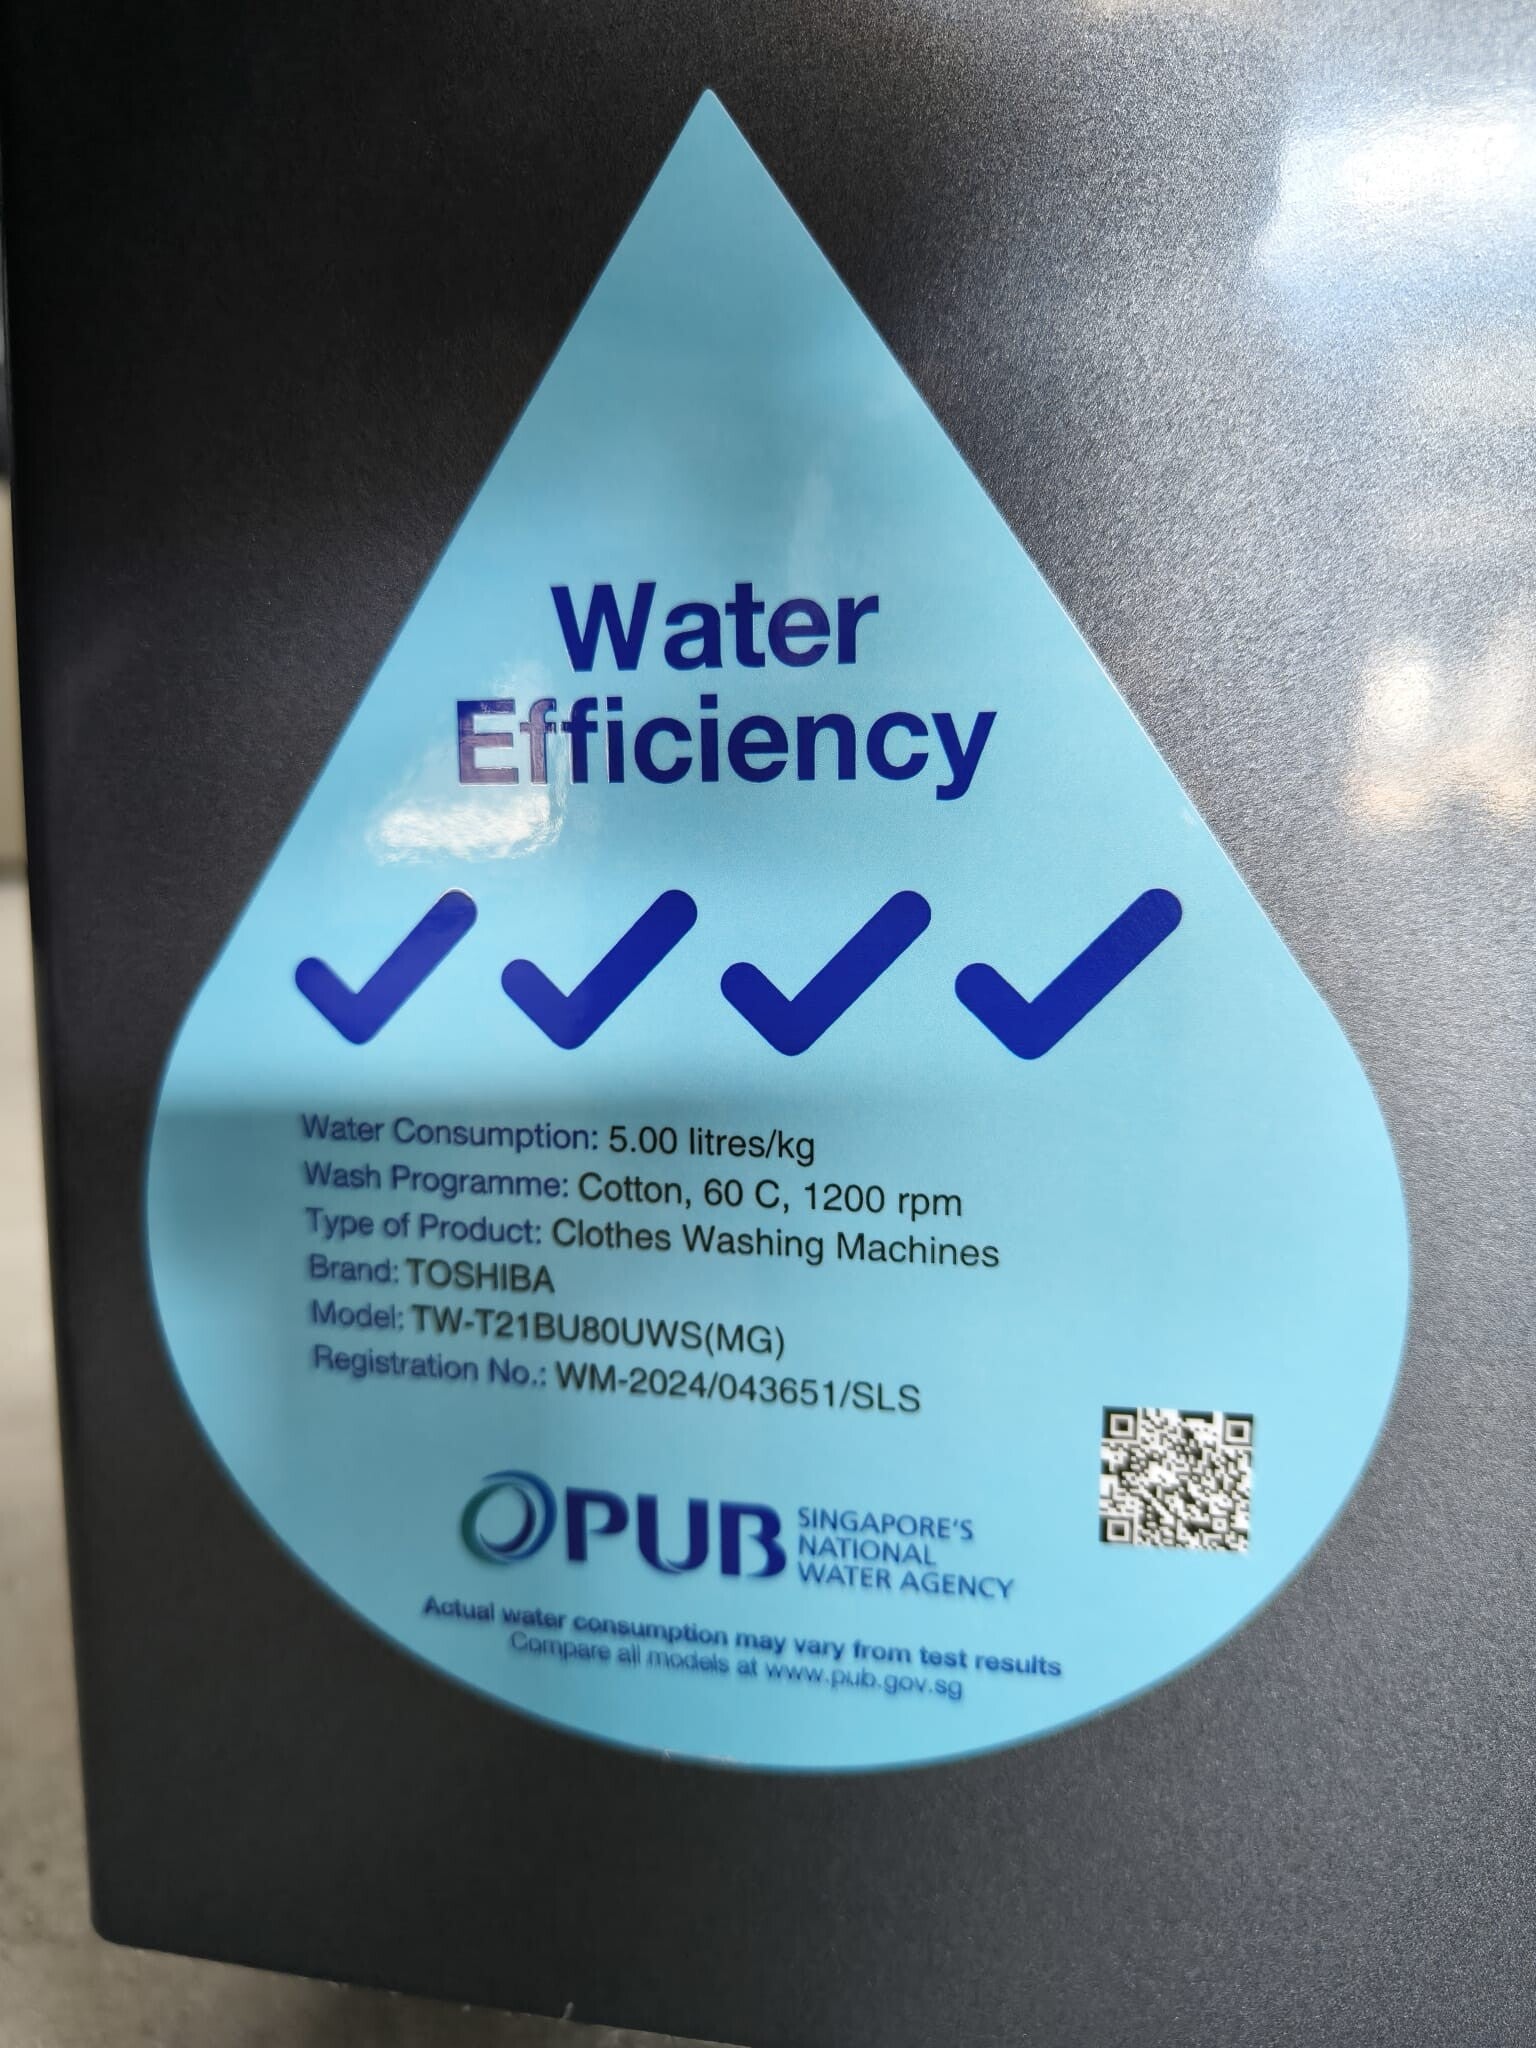 Water
Efficiency
Water Consumption: 5.00 litres/kg
Wash Programme: Cotton, 60 C, 1200 rpm
Type of Product: Clothes Washing Machines
Brand: TOSHIBA
Model: TW-T21BU80UWS(MG)
Registration No.: WM-2024/043651/SLS
PUB SINGAPORE'S
NATIONAL
WATER AGENCY
Actual water consumption may vary from test results
Compare all models at www.pub.gov.sg